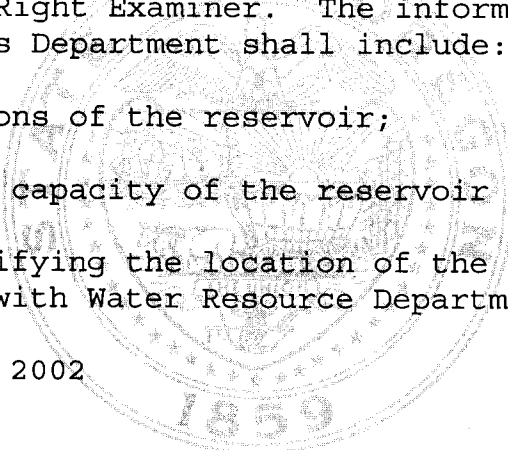 Right Examiner. The inform
s Department shall include:
ons of the reservoir;
capacity of the reservoir
ifying the location of the
with Water Resource Departm
2002
1859